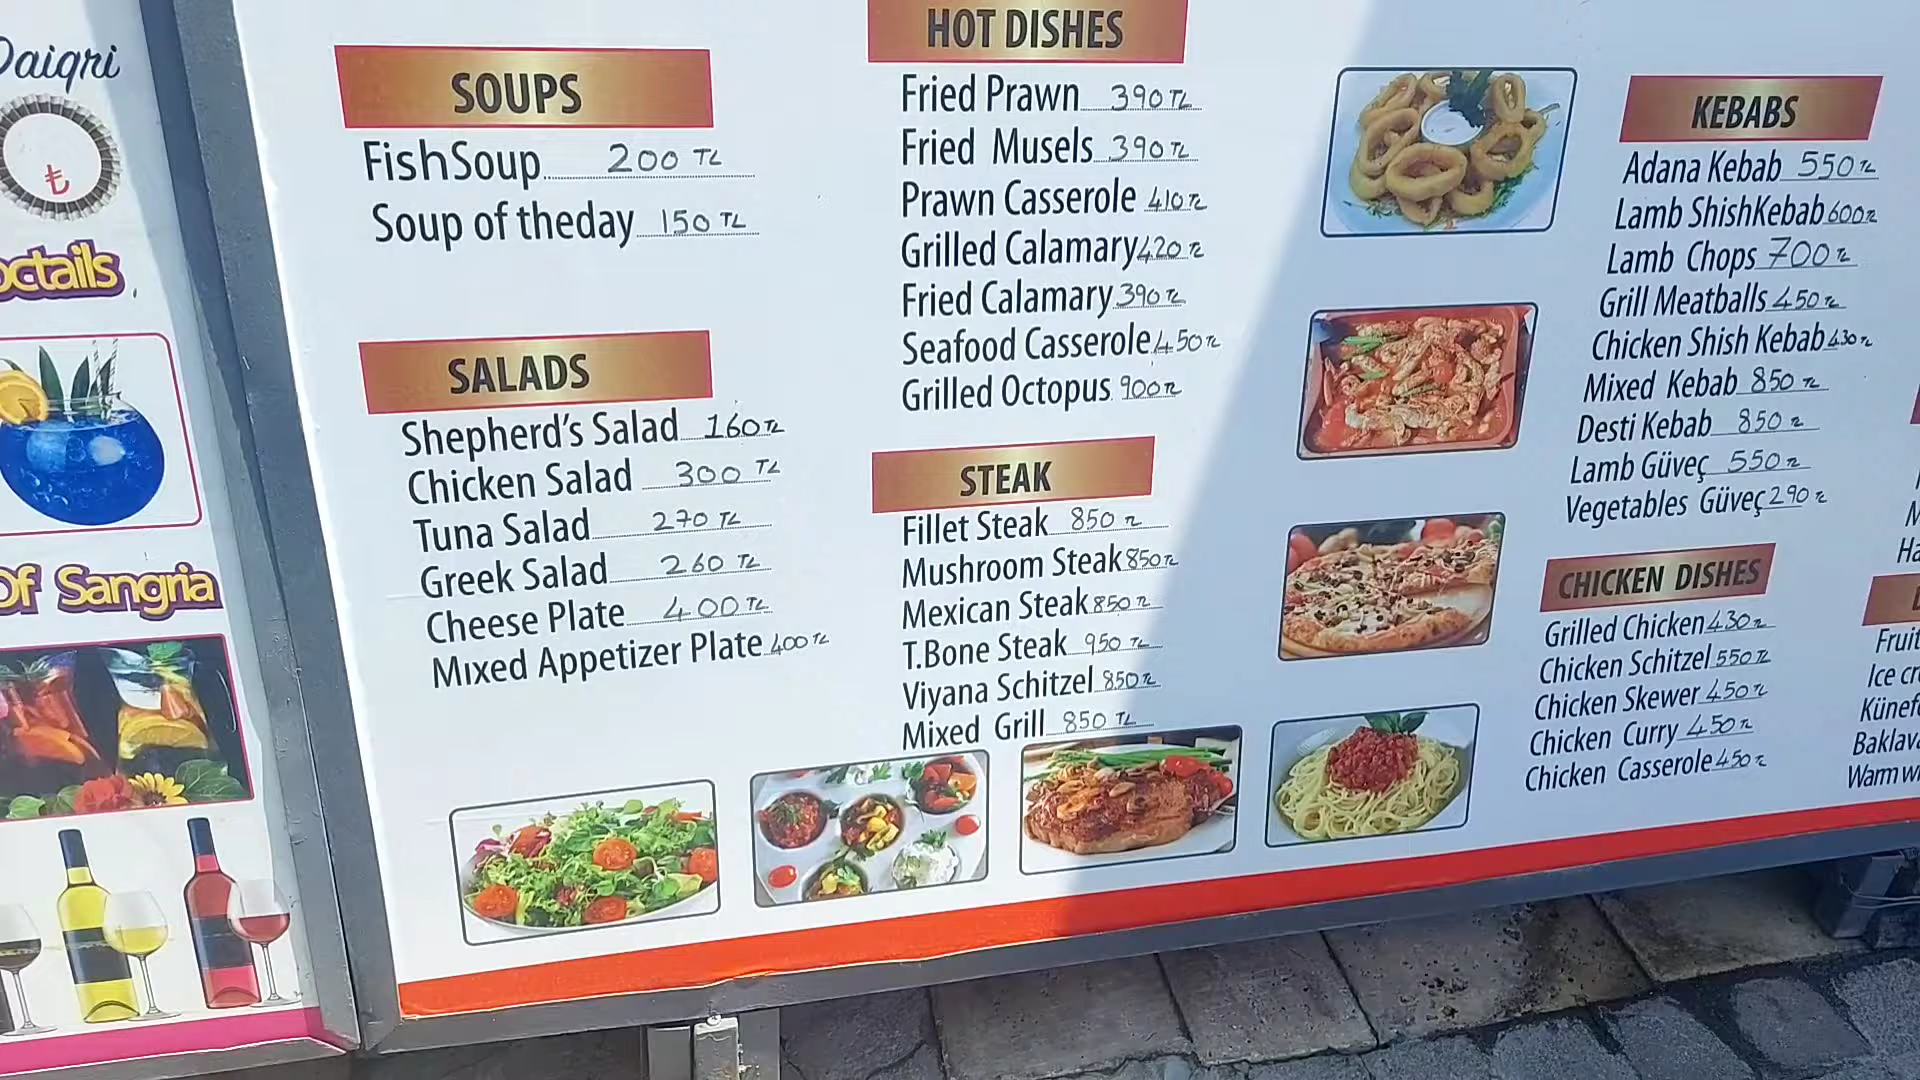 Daiqri
₺
Of Sangria
SOUPS
FishSoup 200 TL
Soup of theday 150 TL
SALADS
Shepherd's Salad 160 TL
Chicken Salad 300 TL
Tuna Salad 270 TL
Greek Salad 260 TL
Cheese Plate 400 TL
Mıxed Appetizer Plate 400 TL
HOT DISHES
Fried Prawn 390 TL
Fried Musels 390 TL
Prawn Casserole 410 TL
Grilled Calamary 420 TL
Fried Calamary 390 TL
Seafood Casserole 450 TL
Grilled Octopus 900 TL
STEAK
Fillet Steak 850 TL
Mushroom Steak 850 TL
Mexican Steak 850 TL
T.Bone Steak 950 TL
Viyana Schitzel 850 TL
Mixed Grill 850 TL
KEBABS
Adana Kebab 550 TL
Lamb ShishKebab 600 TL
Lamb Chops 700 TL
Grill Meatballs 450 TL
Chicken Shish Kebab 430 TL
Mixed Kebab 850 TL
Desti Kebab 850 TL
Lamb Güveç 550 TL
Vegetables Güveç 290 TL
CHICKEN DISHES
Grilled Chicken 430 TL
Chicken Schitzel 550 TL
Chicken Skewer 450 TL
Chicken Curry 450 TL
Chicken Casserole 450 TL
Fruit
Ice cr
Künefe
Baklava
Warm